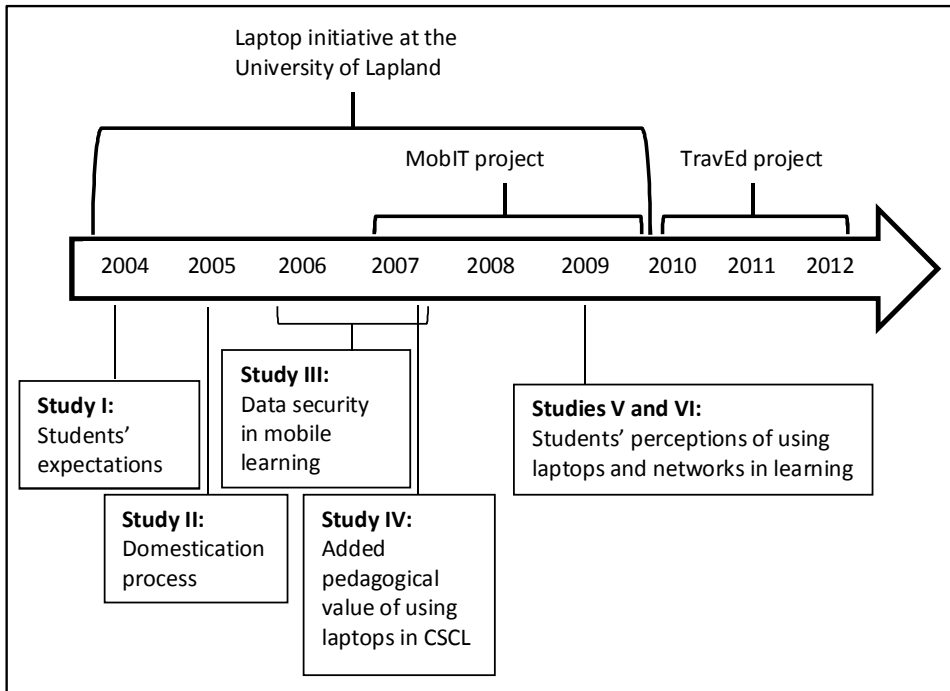 Laptop initiative at the
University of Lapland
MobIT project
TravEd project
2004 2005 2006 2007 2008 2009 2010 2011 2012
Study I:
Students’
expectations
Study II:
Domestication
process
Study III:
Data security
in mobile
learning
Study IV:
Added
pedagogical
value of using
laptops in CSCL
Studies V and VI:
Students’ perceptions of using
laptops and networks in learning